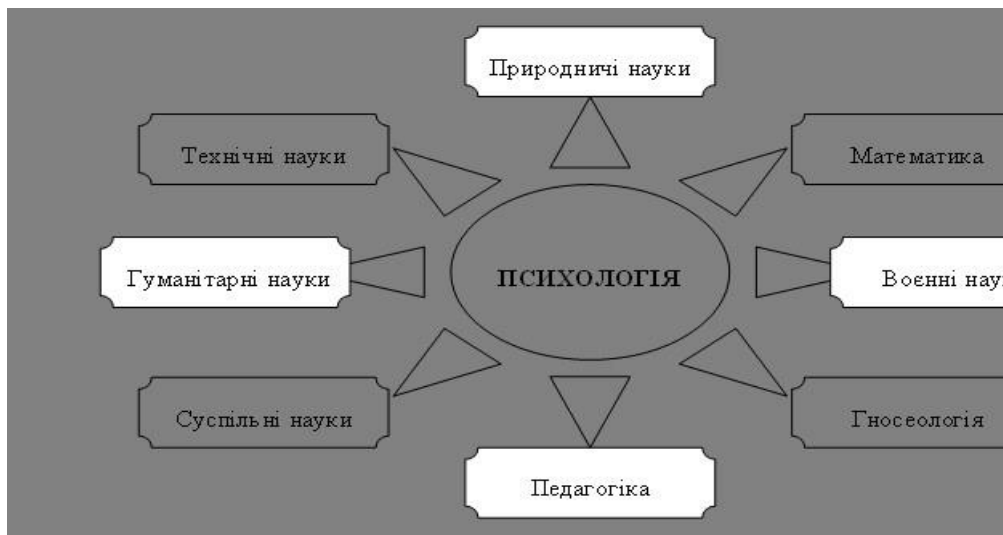 Природничі науки
Технічні науки
Математика
Гуманітарні науки
ПСИХОЛОГІЯ
Воєнні
Суспільні науки
Гносеологія
Педагогіка